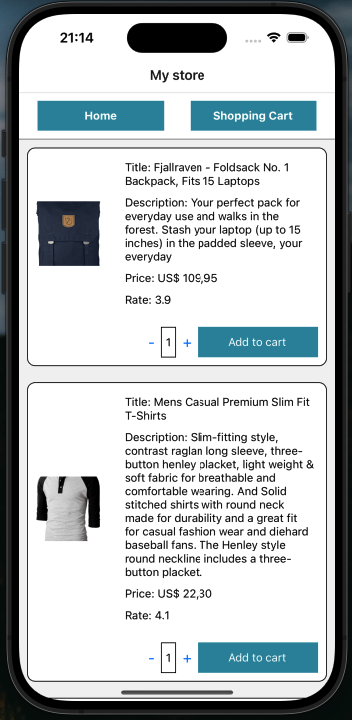 21:14
My store
Home
Shopping Cart
Title: Fjallraven - Foldsack No. 1
Backpack, Fits 15 Laptops
Description: Your perfect pack for
everyday use and walks in the
forest. Stash your laptop (up to 15
inches) in the padded sleeve, your
everyday
Price: US$ 109,95
Rate: 3.9
- 1 + Add to cart
Title: Mens Casual Premium Slim Fit
T-Shirts
Description: Slim-fitting style,
contrast raglan long sleeve, three-
button henley placket, light weight &
soft fabric for breathable and
comfortable wearing. And Solid
stitched shirts with round neck
made for durability and a great fit
for casual fashion wear and diehard
baseball fans. The Henley style
round neckline includes a three-
button placket.
Price: US$ 22,30
Rate: 4.1
- 1 + Add to cart